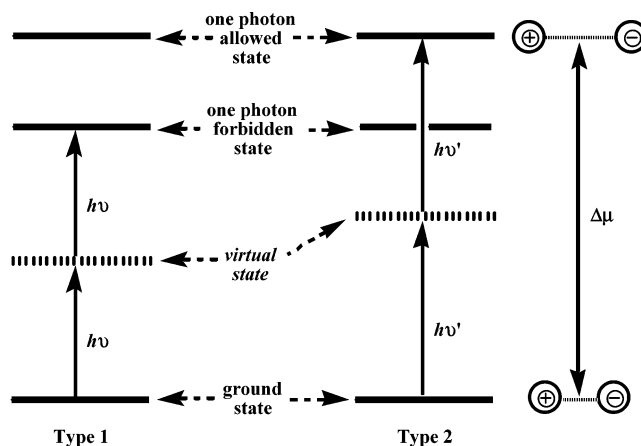 one photon
allowed
state
one photon
forbidden
state
hυ
hυ'
virtual
state
hυ
hυ'
ground
state
Type 1
Type 2
+
−
Δμ
+
−